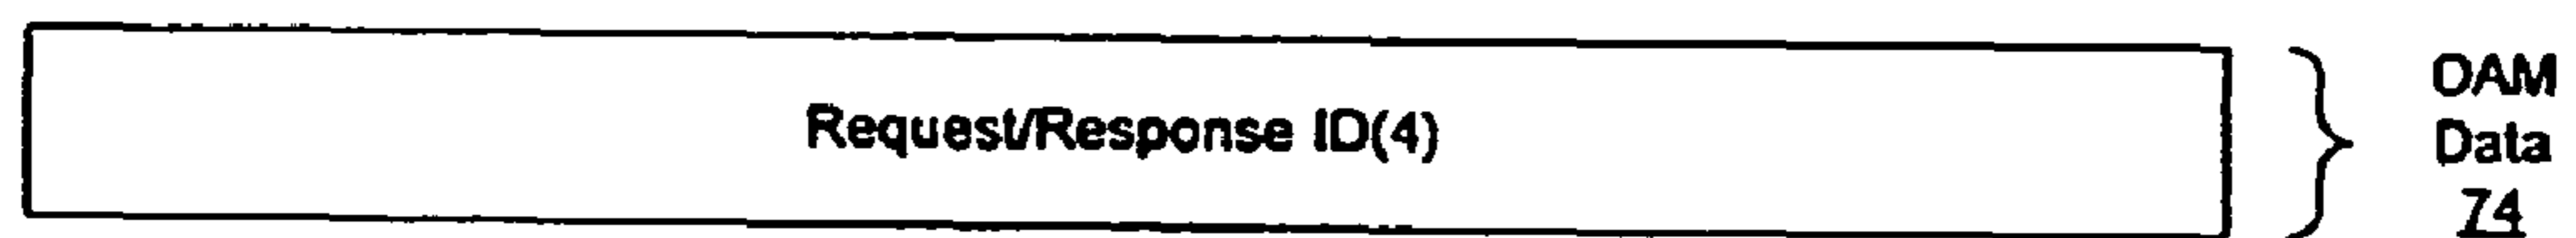 Request/Response ID(4)
OAM
Data
74